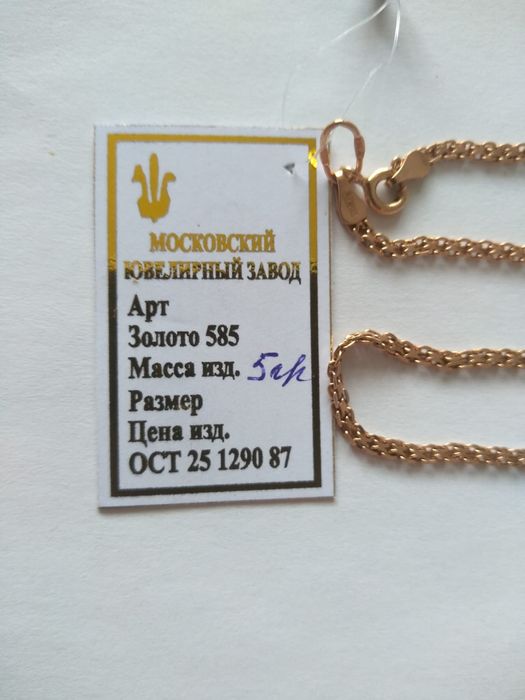 МОСКОВСКИЙ
ЮВЕЛИРНЫЙ ЗАВОД
Арт
Золото 585
Масса изд. 5гр
Размер
Цена изд.
ОСТ 25 1290 87